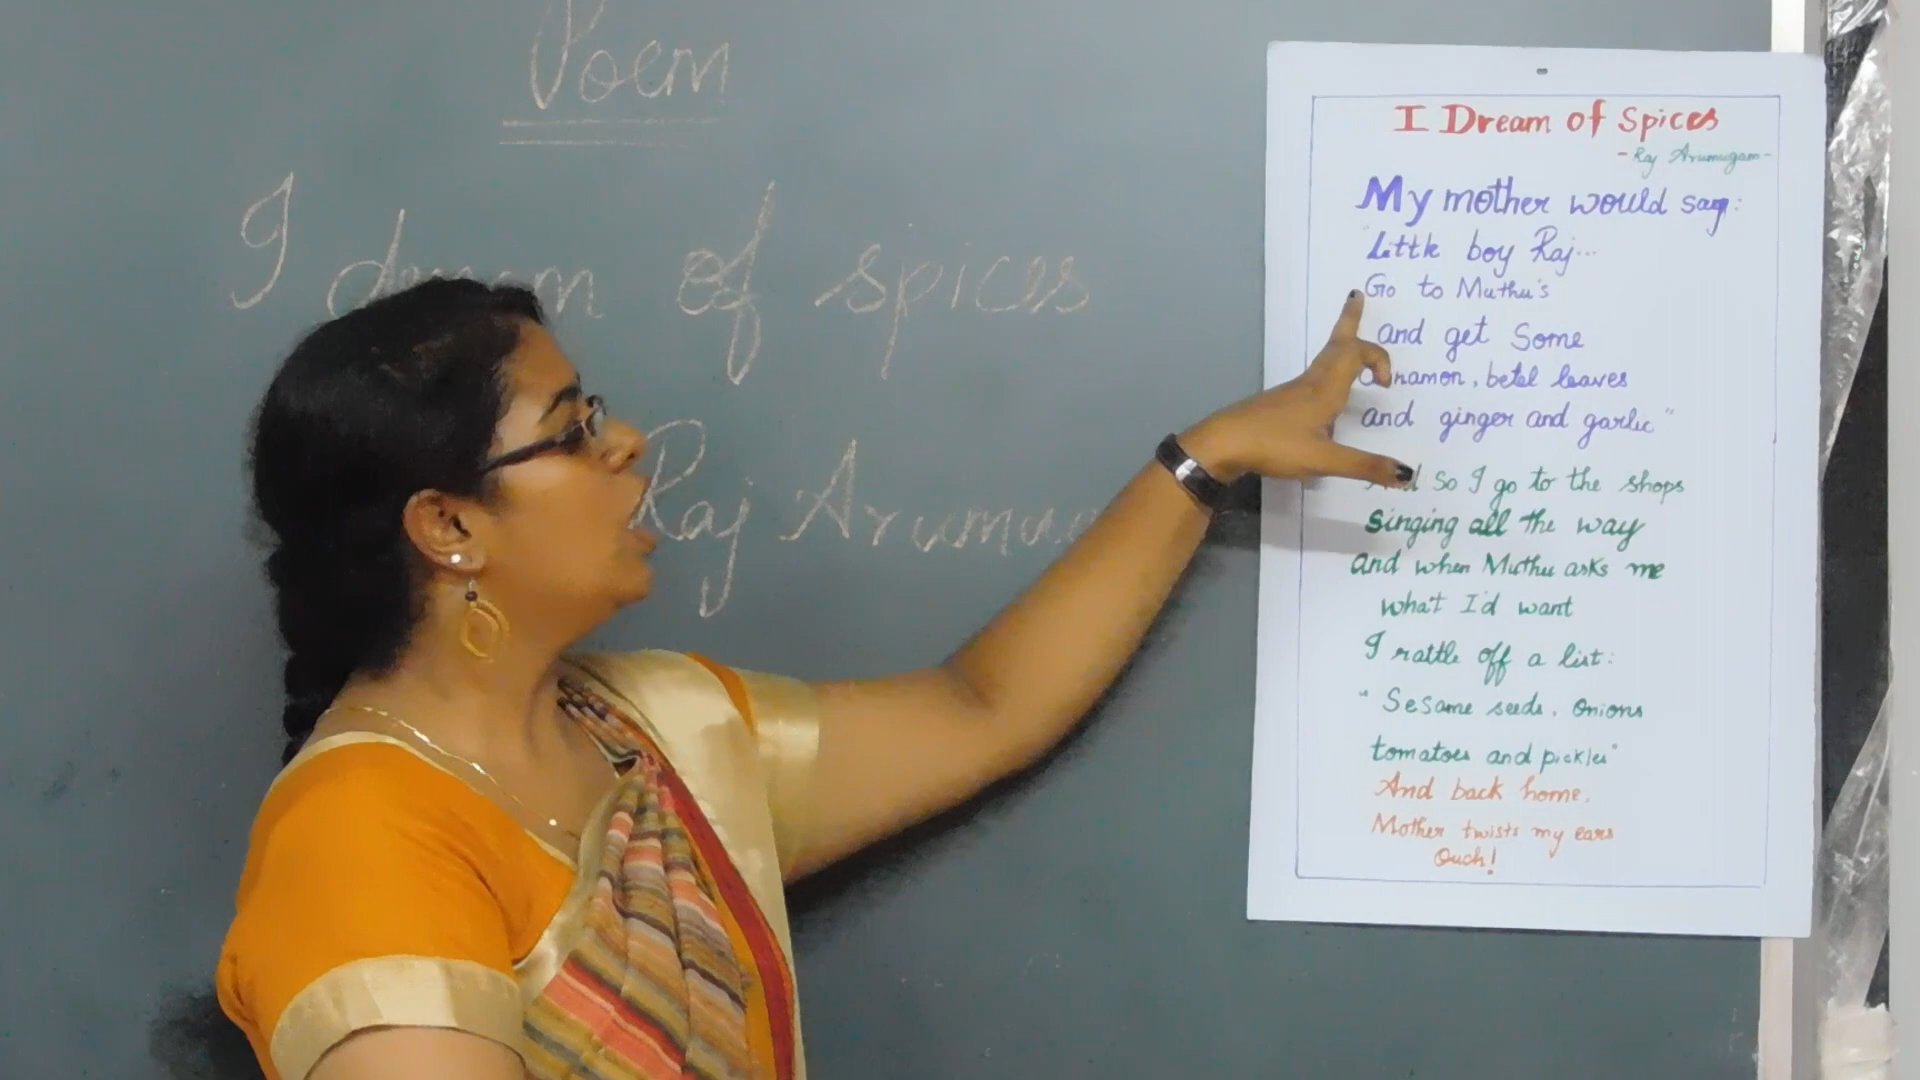 Poem
I dream of spices
Raj Arumug
I Dream of Spices
- Raj Arumugam -
My mother would say:
"Little boy Raj...
Go to Muthu's
and get Some
namon, betel leaves
and ginger and garlic"
And So I go to the shops
Singing all the way
and when Muthu asks me
what I'd want
I rattle off a list:
"Sesame seeds, Onions
tomatoes and pickles"
And back home,
Mother twists my ears
Ouch!